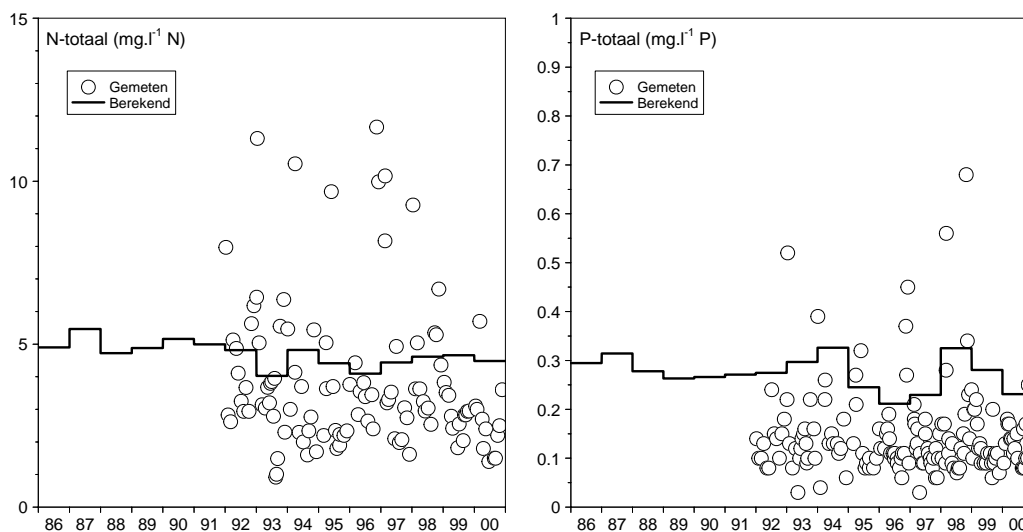 N-totaal (mg.l-1 N)
Gemeten
Berekend
15
10
5
0
86 87 88 89 90 91 92 93 94 95 96 97 98 99 00
P-totaal (mg.l-1 P)
Gemeten
Berekend
1
0.9
0.8
0.7
0.6
0.5
0.4
0.3
0.2
0.1
0
86 87 88 89 90 91 92 93 94 95 96 97 98 99 00